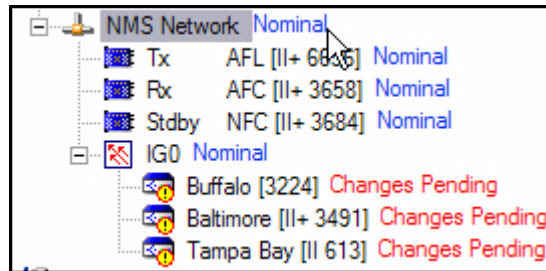 NMS Network Nominal
Tx AFL [II+ Nominal
Rx AFC [II+ 3658] Nominal
Stdby NFC [II+ 3684] Nominal
IG0 Nominal
Buffalo [3224] Changes Pending
Baltimore [II+ 3491] Changes Pending
Tampa Bay [II 613] Changes Pending